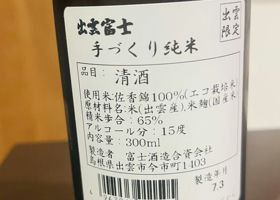 出雲富士
出雲限定
手づくり純米
品目：清酒
使用米佐香錦100%(エコ栽培米)
原材料名：米(出雲産)､米麹(国産米
精米歩合：65%
アルコール分：15度
内容量：300ml
製造者：富士酒造合資会社
島根県出雲市今市町1403
製造年月
7.3